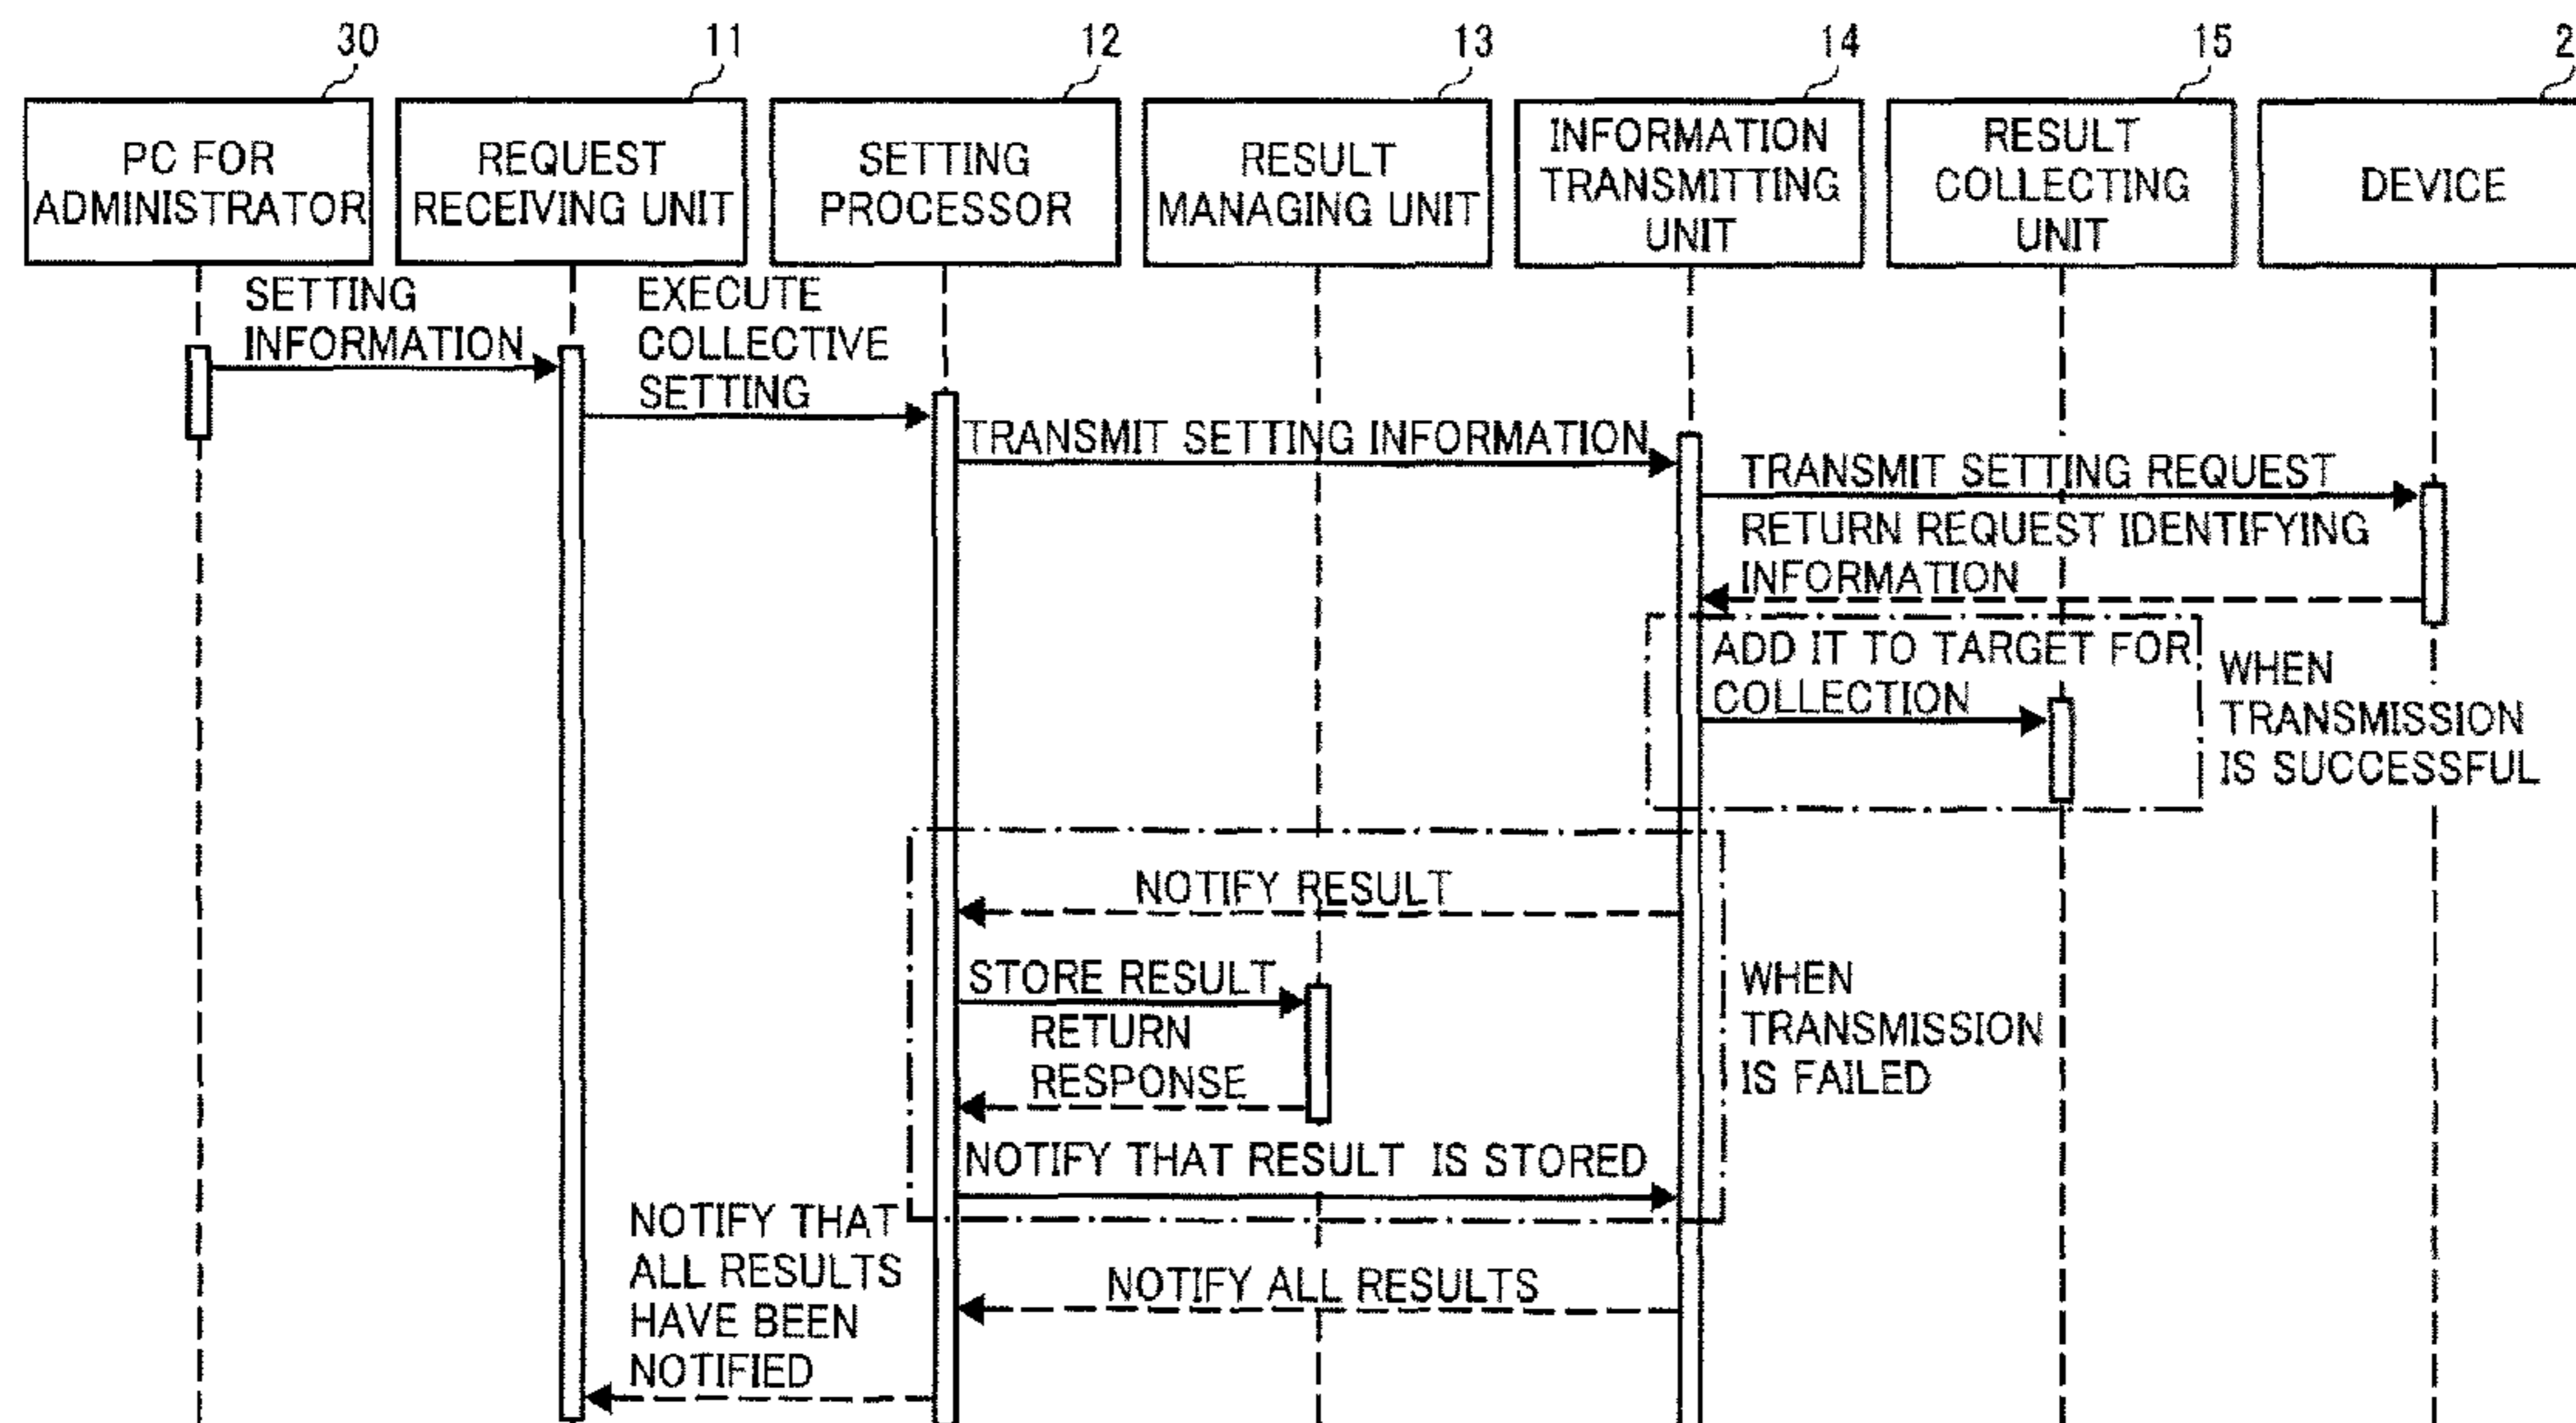 30
11
12
13
14
15
2
PC FOR
ADMINISTRATOR
REQUEST
RECEIVING UNIT
SETTING
PROCESSOR
RESULT
MANAGING UNIT
INFORMATION
TRANSMITTING
UNIT
RESULT
COLLECTING
UNIT
DEVICE
SETTING
INFORMATION
EXECUTE
COLLECTIVE
SETTING
TRANSMIT SETTING INFORMATION
TRANSMIT SETTING REQUEST
RETURN REQUEST IDENTIFYING
INFORMATION
ADD IT TO TARGET FOR
COLLECTION
WHEN
TRANSMISSION
IS SUCCESSFUL
NOTIFY RESULT
STORE RESULT
RETURN
RESPONSE
WHEN
TRANSMISSION
IS FAILED
NOTIFY THAT RESULT IS STORED
NOTIFY THAT
ALL RESULTS
HAVE BEEN
NOTIFIED
NOTIFY ALL RESULTS